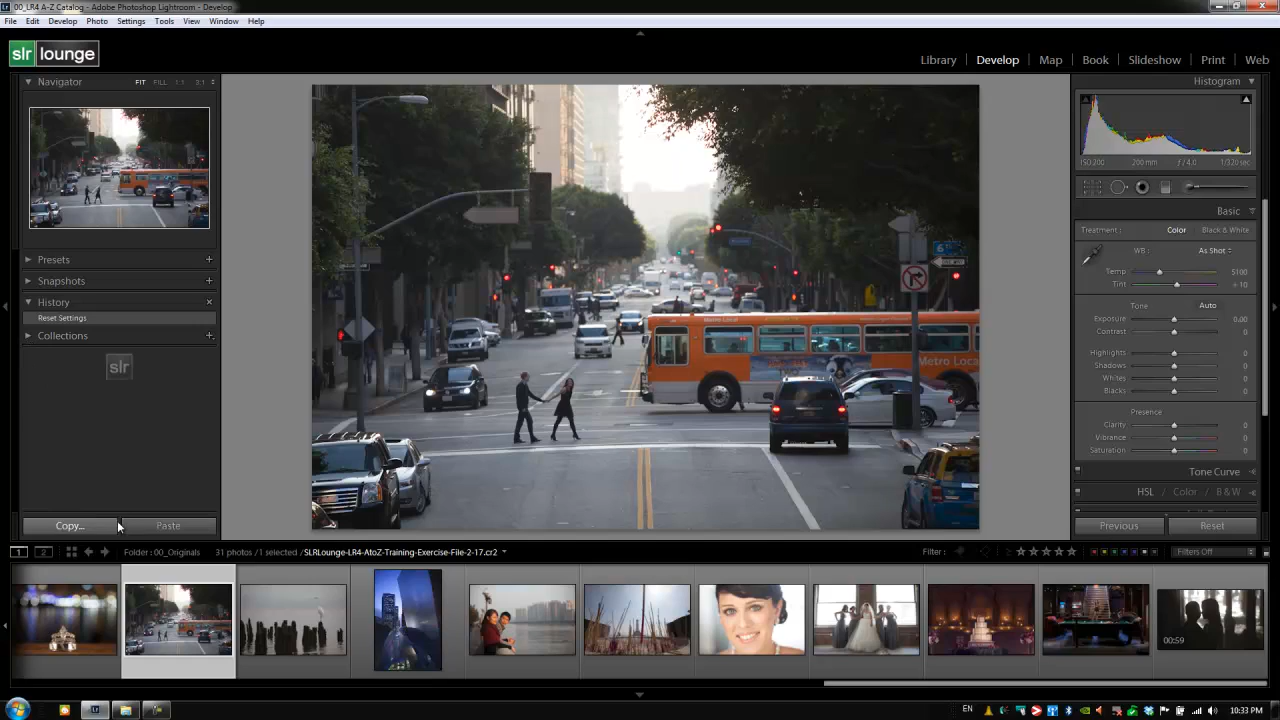 00_LR4 A-Z Catalog - Adobe Photoshop Lightroom - Develop
File Edit Develop Photo Settings Tools View Window Help
slr lounge
Library Develop Map Book Slideshow Print Web
Navigator FIT FILL 1:1 3:1
Histogram
ISO 200 200 mm ƒ / 4.0 1/320 sec
Basic
Treatment : Color Black & White
WB : As Shot
Temp 5100
Tint + 10
Tone Auto
Exposure 0.00
Contrast 0
Highlights 0
Shadows 0
Whites 0
Blacks 0
Presence
Clarity 0
Vibrance 0
Saturation 0
Tone Curve
HSL / Color / B & W
Previous Reset
Presets
Snapshots
History
Reset Settings
Collections
slr
Copy... Paste
Metro Local
ONE WAY
1 2 Folder : 00_Originals 31 photos / 1 selected / SLRLounge-LR4-AtoZ-Training-Exercise-File-2-17.cr2 Filter : Filters Off
00:59
EN 10:33 PM